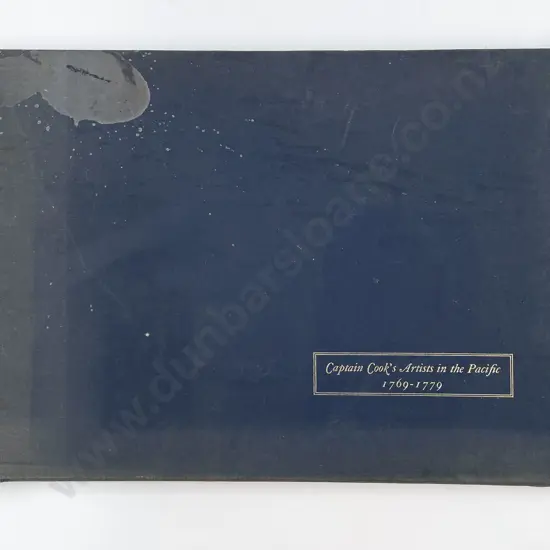 Captain Cook's Artists in the Pacific
1769-1779
www.dunbarsloane.co.nz